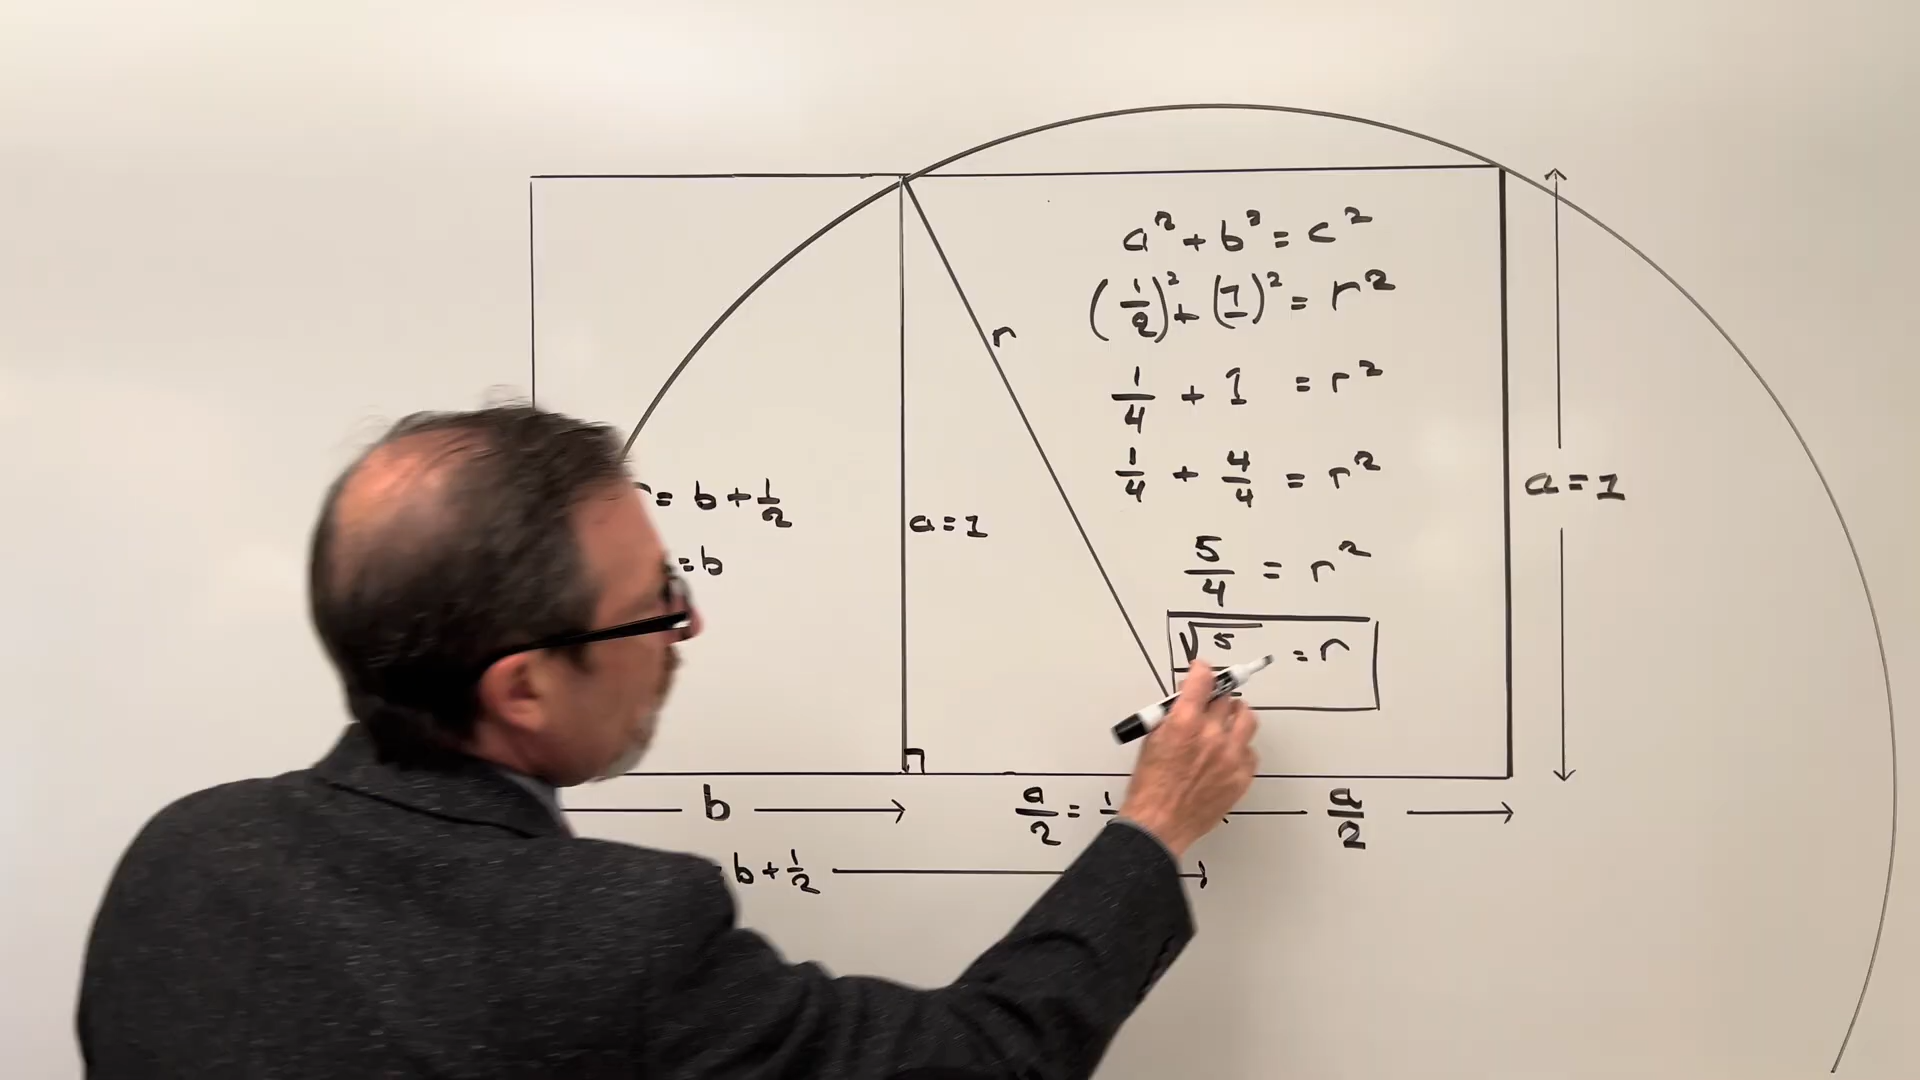 a² + b² = c²
(1/2)² + (1)² = r²
r
1/4 + 1 = r²
1/4 + 4/4 = r²
a = 1
= b + 1/2
a = 1
= b
5/4 = r²
√5 = r
b
a/2 = 1
a/2
b + 1/2